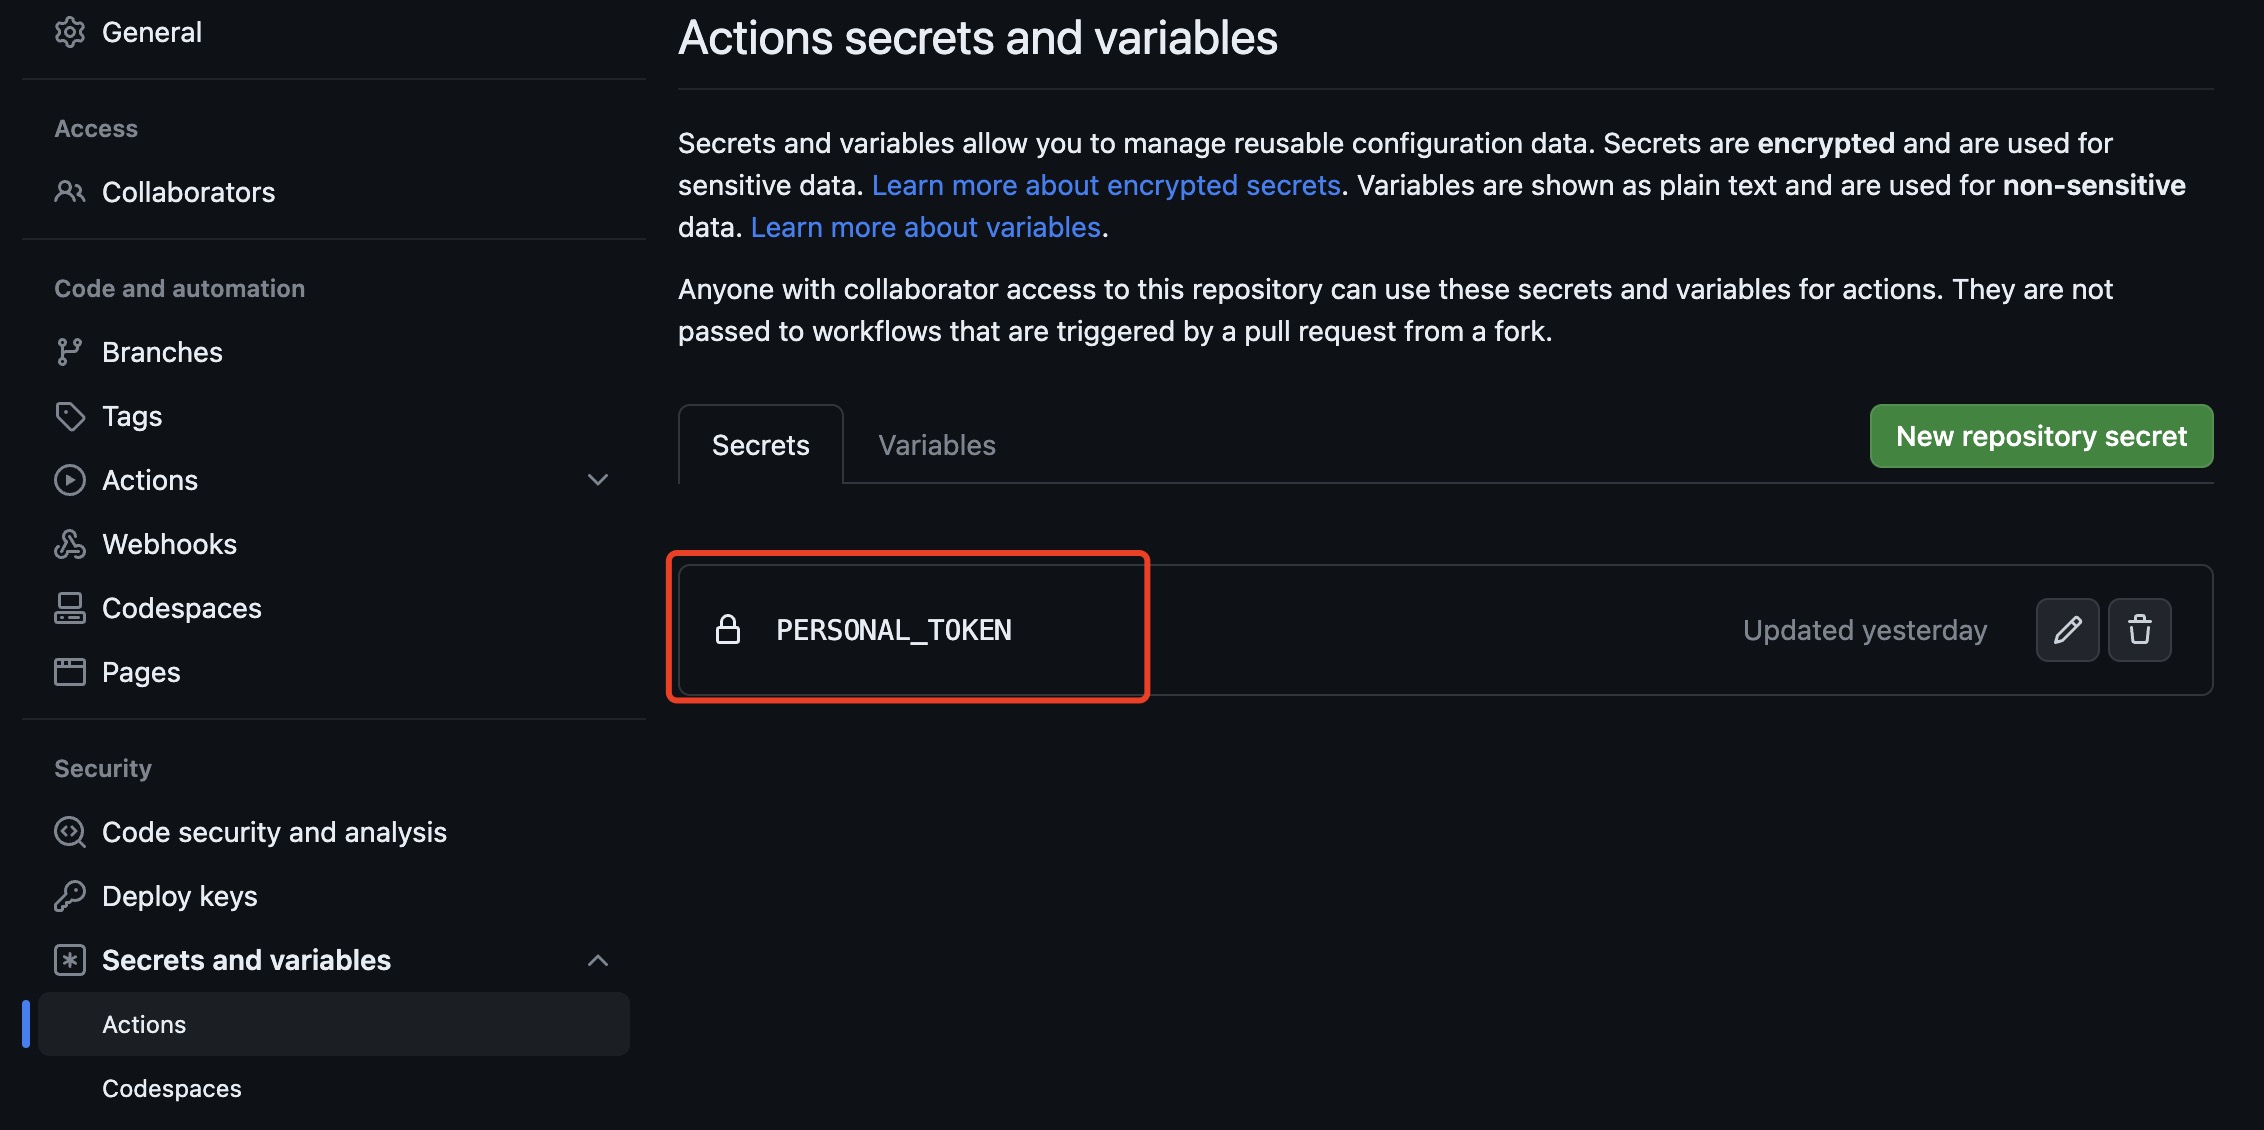 General
Access
Collaborators
Code and automation
Branches
Tags
Actions
Webhooks
Codespaces
Pages
Security
Code security and analysis
Deploy keys
Secrets and variables
Actions
Codespaces
Actions secrets and variables
Secrets and variables allow you to manage reusable configuration data. Secrets are encrypted and are used for
sensitive data. Learn more about encrypted secrets. Variables are shown as plain text and are used for non-sensitive
data. Learn more about variables.
Anyone with collaborator access to this repository can use these secrets and variables for actions. They are not
passed to workflows that are triggered by a pull request from a fork.
Secrets Variables New repository secret
PERSONAL_TOKEN Updated yesterday